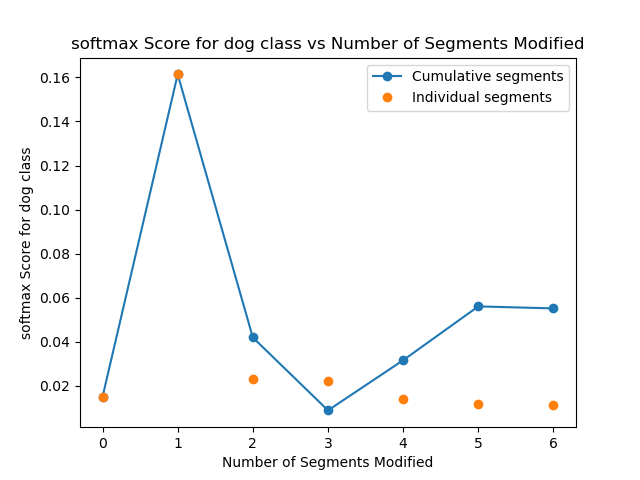 softmax Score for dog class vs Number of Segments Modified
Cumulative segments
Individual segments
softmax Score for dog class
0.16
0.14
0.12
0.10
0.08
0.06
0.04
0.02
0 1 2 3 4 5 6
Number of Segments Modified